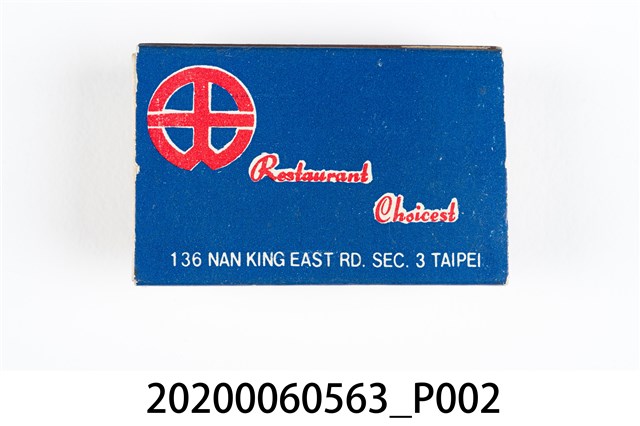 Restaurant
Choicest
136 NAN KING EAST RD. SEC. 3 TAIPEI
20200060563_P002